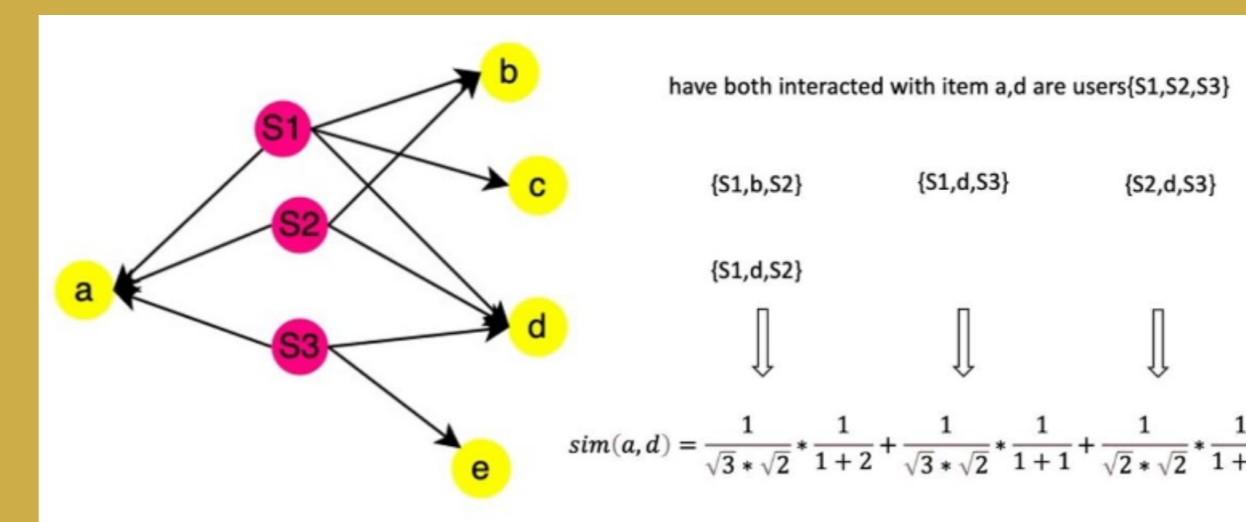 b
S1
have both interacted with item a,d are users{S1,S2,S3}
c
{S1,b,S2} {S1,d,S3} {S2,d,S3}
S2
{S1,d,S2}
a
d
S3
sim(a,d) = 1/(√3 * √2) * 1/(1 + 2) + 1/(√3 * √2) * 1/(1 + 1) + 1/(√2 * √2) * 1/(1 +
e